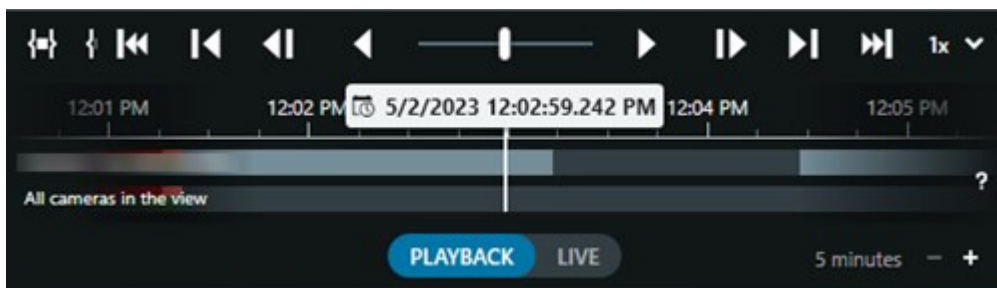 1x
12:01 PM 12:02 PM 5/2/2023 12:02:59.242 PM 12:04 PM 12:05 PM
?
All cameras in the view
PLAYBACK LIVE 5 minutes - +